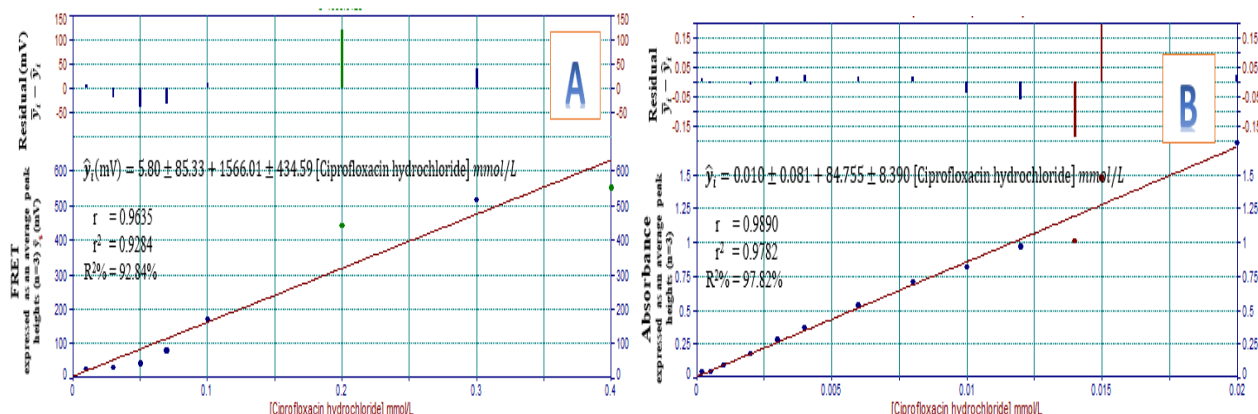 150
150
100
100
50
50
0
0
-50
-50
Residual (mV)
y̅ᵢ − ŷᵢ
A
ŷᵢ(mV) = 5.80 ± 85.33 + 1566.01 ± 434.59 [Ciprofloxacin hydrochloride] mmol/L
r = 0.9635
r² = 0.9284
R²% = 92.84%
FRET
expressed as an average peak
heights (n=3) ȳᵢ (mV)
600
600
500
500
400
400
300
300
200
200
100
100
0
0
0
0.1
0.2
0.3
0.4
[Ciprofloxacin hydrochloride] mmol/L
0.15
0.15
0.05
0.05
-0.05
-0.05
-0.15
-0.15
Residual
y̅ᵢ − ŷᵢ
B
ŷᵢ = 0.010 ± 0.081 + 84.755 ± 8.390 [Ciprofloxacin hydrochloride] mmol/L
r = 0.9890
r² = 0.9782
R²% = 97.82%
Absorbance
expressed as an average peak
heights (n=3)
1.5
1.5
1.25
1.25
1
1
0.75
0.75
0.5
0.5
0.25
0.25
0
0
0
0.005
0.01
0.015
0.02
[Ciprofloxacin hydrochloride] mmol/L